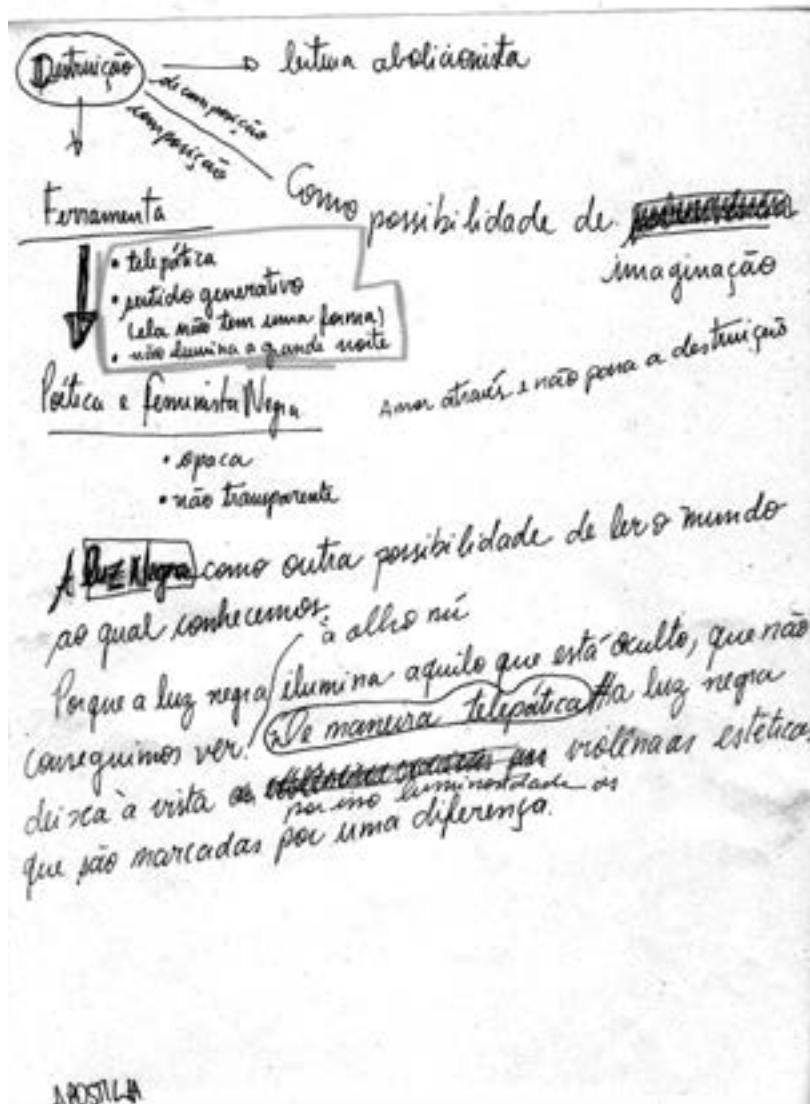 Destruição → leitura abolicionista
decomposição
composição
Ferramenta
Como possibilidade de
imaginação
• telepática
• sentido generativo
(ela não tem uma forma)
• não ilumina a grande noite
Poética e feminista Negra
Amor através e não para a destruição
• opaca
• não transparente
A Luz Negra como outra possibilidade de ler o mundo
ao qual conhecemos.
à olho nú
Porque a luz negra ilumina aquilo que está oculto, que não
conseguimos ver. De maneira telepática a luz negra
deixa à vista as violências estéticas
por isso luminosidade as
que são marcadas por uma diferença.
APOSTILA